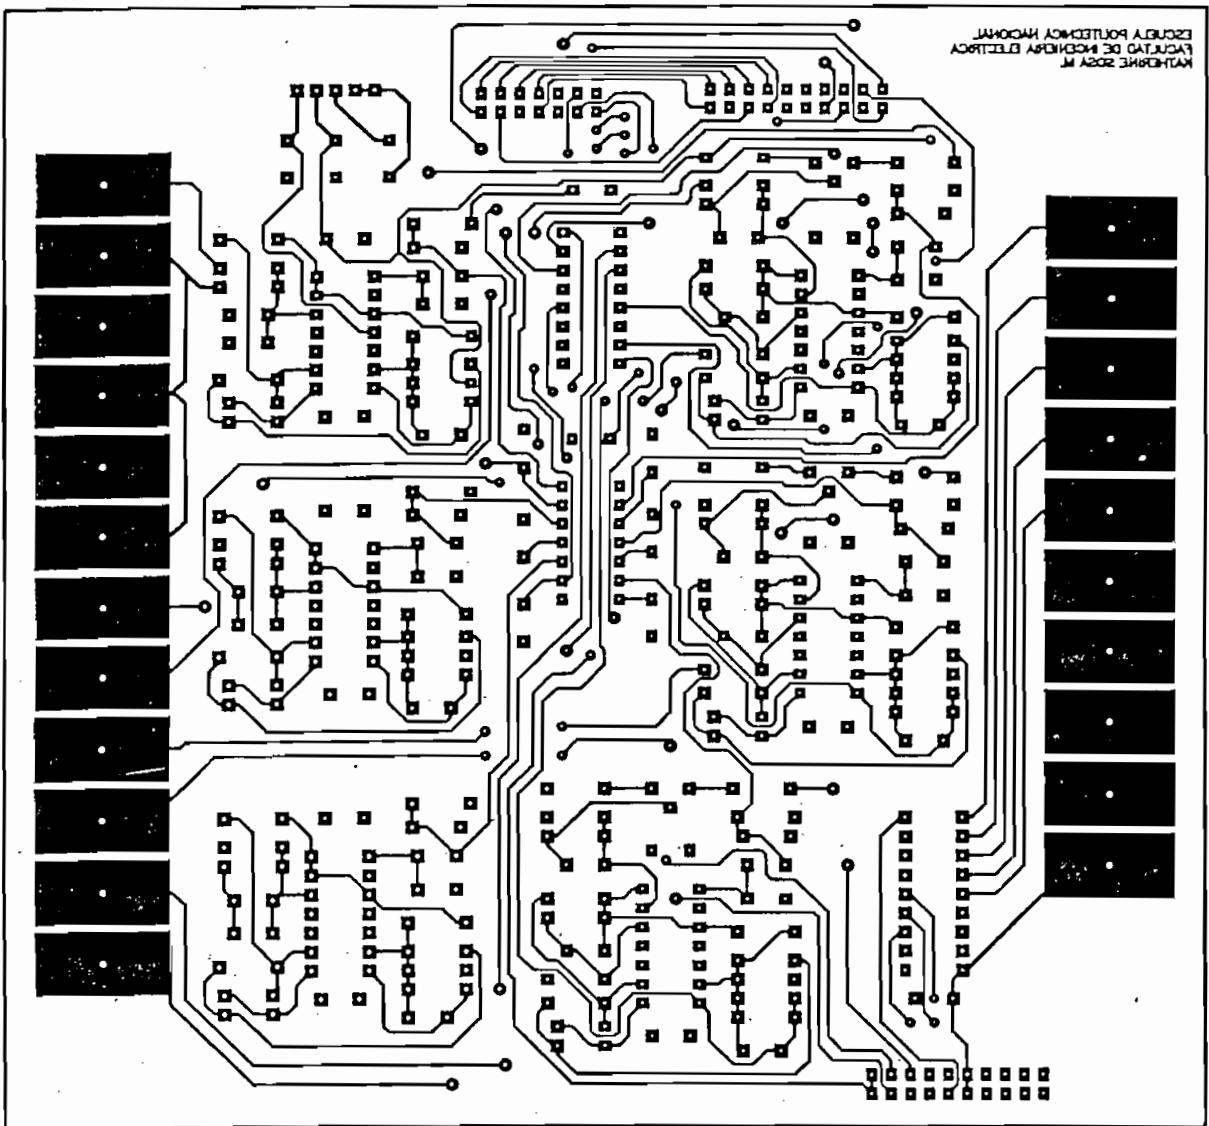 ESCUELA POLITECNICA NACIONAL
FACULTAD DE INGENIERIA ELECTRICA
KATHERINE SOSA M.